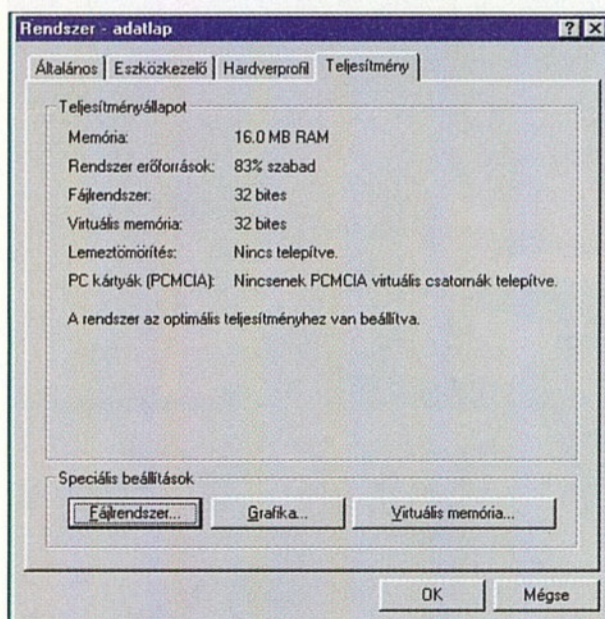 Rendszer - adatlap
Általános Eszközkezelő Hardverprofil Teljesítmény
Teljesítményállapot
Memória: 16.0 MB RAM
Rendszer erőforrások: 83% szabad
Fájlrendszer: 32 bites
Virtuális memória: 32 bites
Lemeztömörítés: Nincs telepítve.
PC kártyák (PCMCIA): Nincsenek PCMCIA virtuális csatornák telepítve.
A rendszer az optimális teljesítményhez van beállítva.
Speciális beállítások
Fájlrendszer... Grafika... Virtuális memória...
OK Mégse